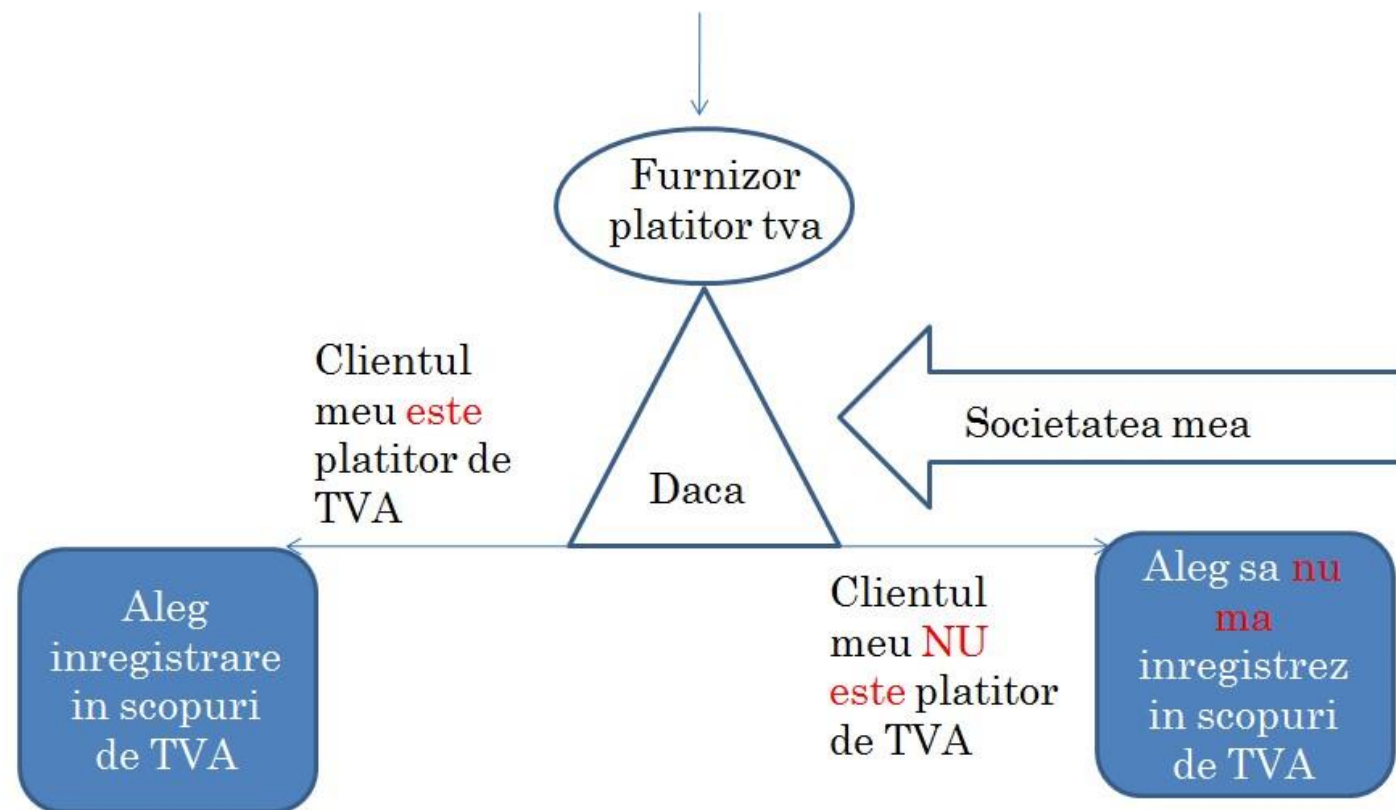 Furnizor
platitor tva
Clientul
meu este
platitor de
TVA
Daca
Societatea mea
Aleg
inregistrare
in scopuri
de TVA
Clientul
meu NU
este platitor
de TVA
Aleg sa nu
ma
inregistrez
in scopuri
de TVA